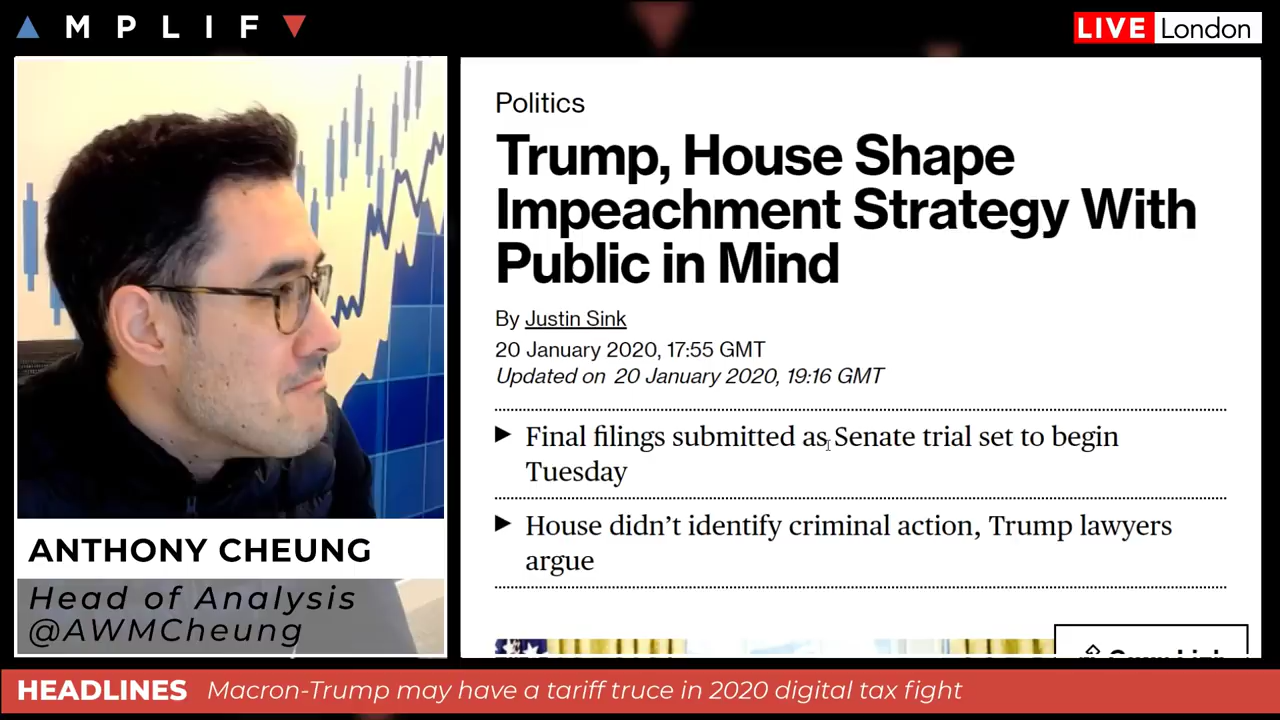 AMPLIFY
LIVE London
Politics
Trump, House Shape
Impeachment Strategy With
Public in Mind
By Justin Sink
20 January 2020, 17:55 GMT
Updated on 20 January 2020, 19:16 GMT
Final filings submitted as Senate trial set to begin
Tuesday
House didn't identify criminal action, Trump lawyers
argue
ANTHONY CHEUNG
Head of Analysis
@AWMCheung
HEADLINES Macron-Trump may have a tariff truce in 2020 digital tax fight